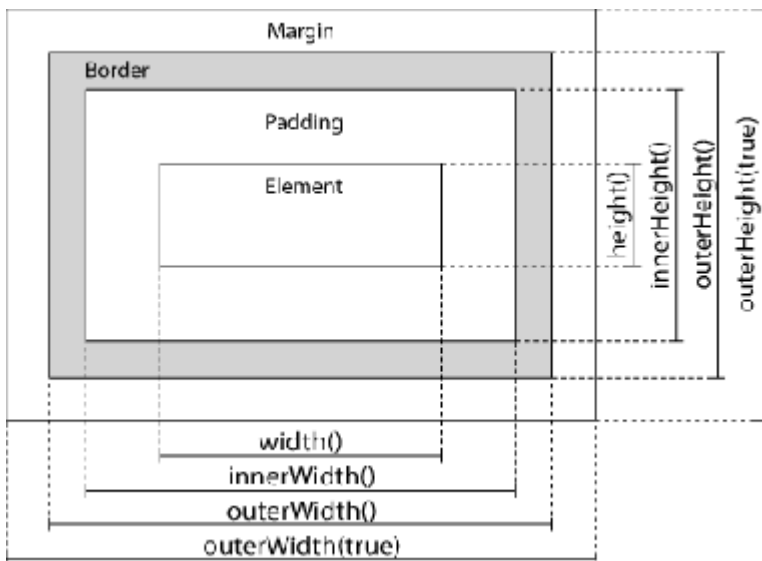 Margin
Border
Padding
Element
height()
innerHeight()
outerHeight()
outerHeight(true)
width()
innerWidth()
outerWidth()
outerWidth(true)